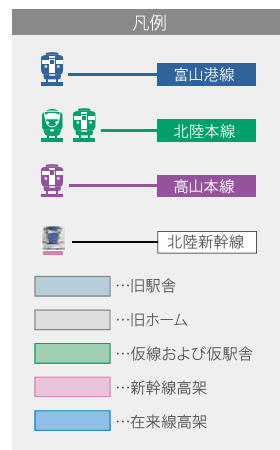 凡例
富山港線
北陸本線
高山本線
北陸新幹線
…旧駅舎
…旧ホーム
…仮線および仮駅舎
…新幹線高架
…在来線高架